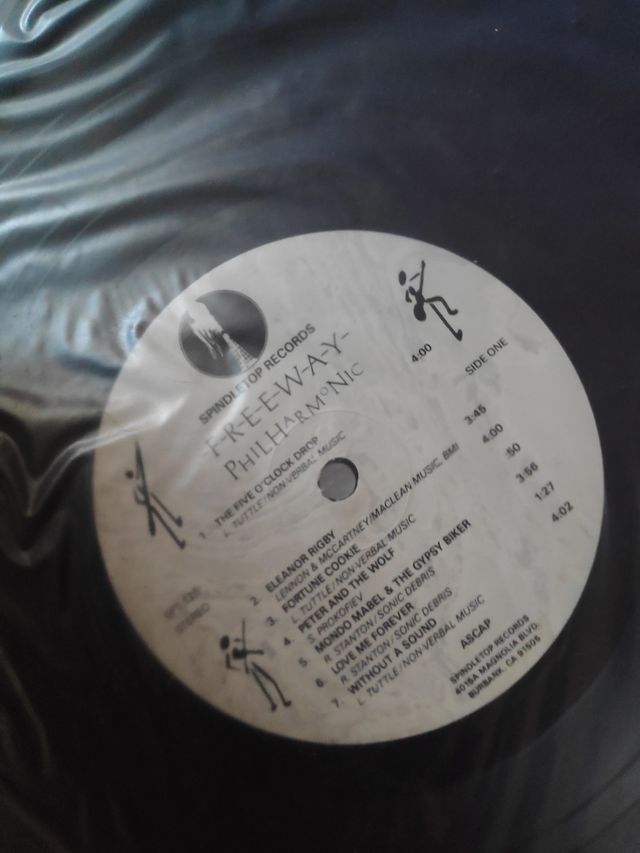 SPINDLETOP RECORDS
-F-R-E-E-W-A-Y-
PHILHARMONIC
SIDE ONE
1. THE FIVE O'CLOCK DROP 4:00
L. TUTTLE/NON-VERBAL MUSIC
2. ELEANOR RIGBY 3:45
LENNON & MCCARTNEY/MACLEAN MUSIC, BMI
3. FORTUNE COOKIE 4:00
L. TUTTLE/NON-VERBAL MUSIC
4. PETER AND THE WOLF :50
S. PROKOFIEV
5 MONDO MABEL & THE GYPSY BIKER 3:56
R. STANTON/SONIC DEBRIS
6 LOVE ME FOREVER 1:27
R. STANTON/SONIC DEBRIS
7. WITHOUT A SOUND 4:02
L. TUTTLE/NON-VERBAL MUSIC
ASCAP
STEREO
SPINDLETOP RECORDS
4015A MAGNOLIA BLVD.
BURBANK, CA 91505